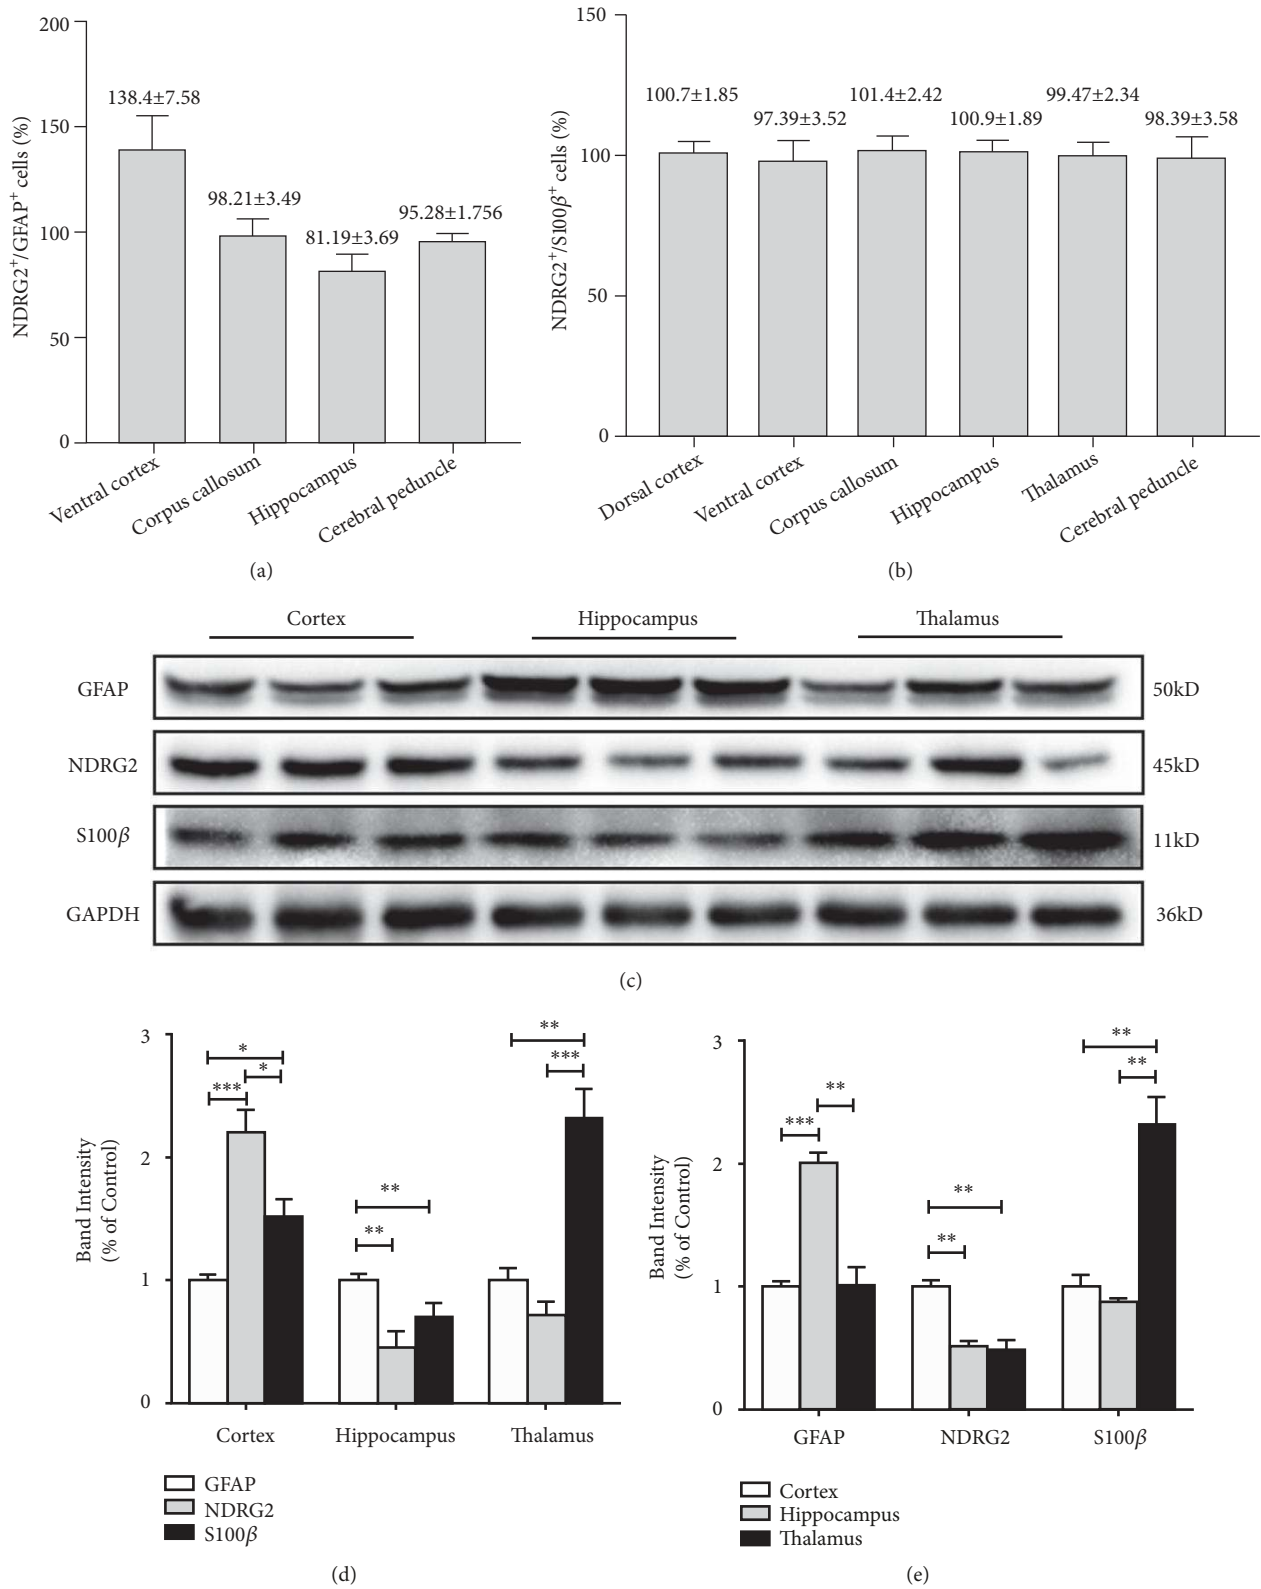 200
150
100
50
0
NDRG2+/GFAP+ cells (%)
138.4±7.58
98.21±3.49
81.19±3.69
95.28±1.756
Ventral cortex
Corpus callosum
Hippocampus
Cerebral peduncle
(a)
150
100
50
0
NDRG2+/S100β+ cells (%)
100.7±1.85
97.39±3.52
101.4±2.42
100.9±1.89
99.47±2.34
98.39±3.58
Dorsal cortex
Ventral cortex
Corpus callosum
Hippocampus
Thalamus
Cerebral peduncle
(b)
Cortex
Hippocampus
Thalamus
GFAP
50kD
NDRG2
45kD
S100β
11kD
GAPDH
36kD
(c)
3
2
1
0
Band Intensity
(% of Control)
*
*
***
**
**
**
***
Cortex
Hippocampus
Thalamus
GFAP
NDRG2
S100β
(d)
3
2
1
0
Band Intensity
(% of Control)
**
***
**
**
**
**
GFAP
NDRG2
S100β
Cortex
Hippocampus
Thalamus
(e)